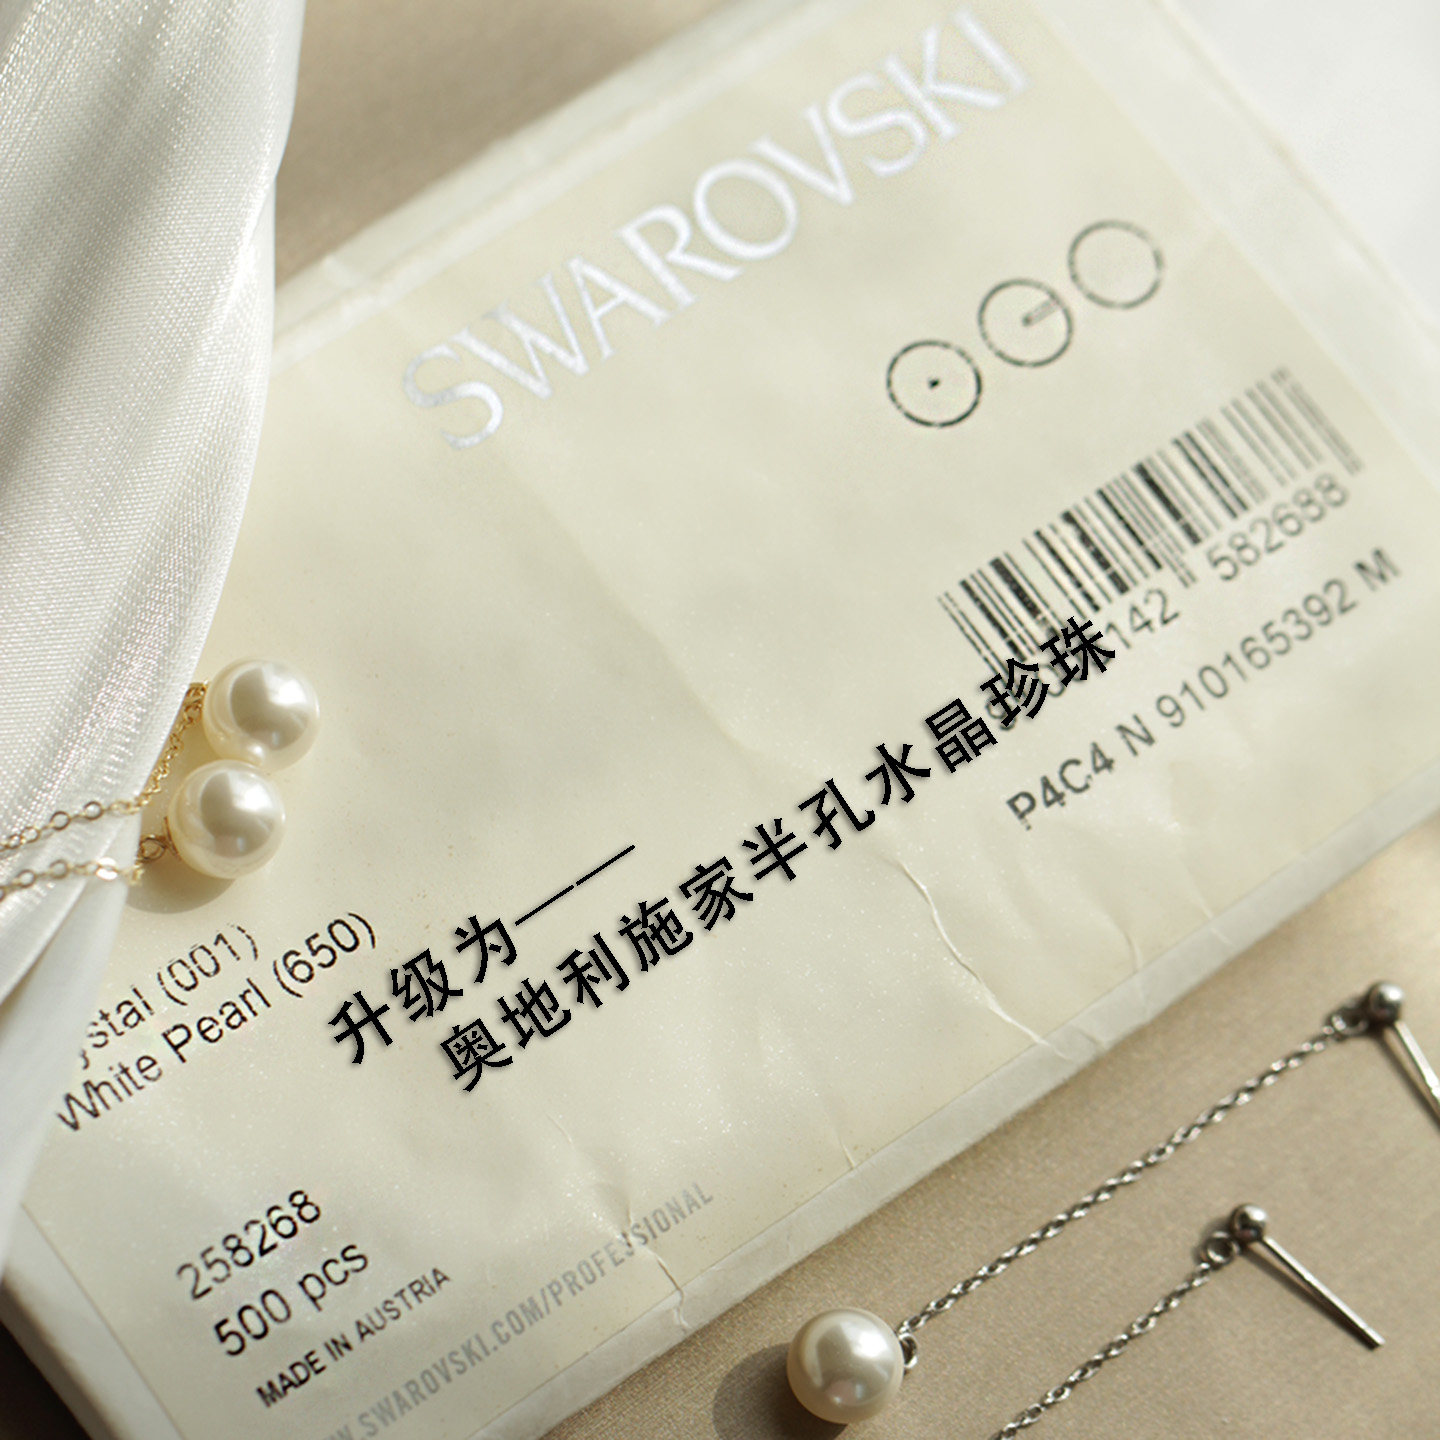 SWAROVSKI
142 582688
P4C4 N 910165392 M
升级为——
奥地利施家半孔水晶珍珠
(001)
White Pearl (650)
258268
500 pcs
MADE IN AUSTRIA
.SWAROVSKI.COM/PROFESSIONAL